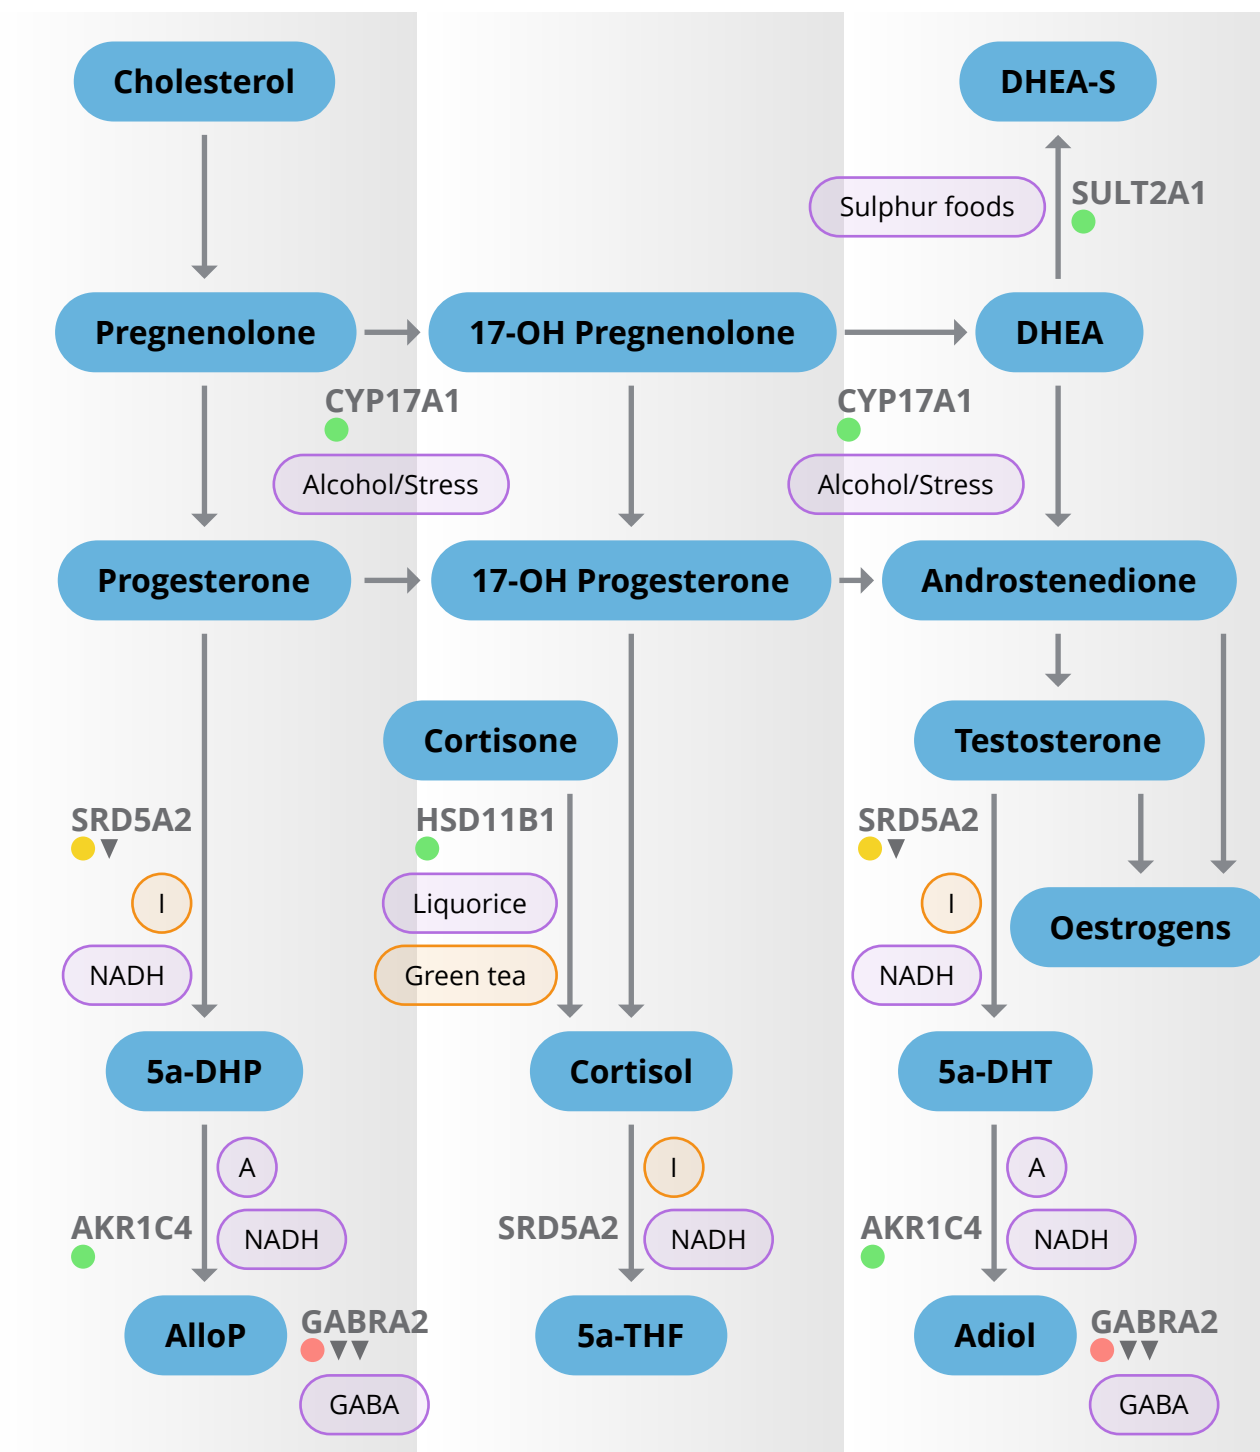 Cholesterol
DHEA-S
Sulphur foods
SULT2A1
Pregnenolone
17-OH Pregnenolone
DHEA
CYP17A1
Alcohol/Stress
CYP17A1
Alcohol/Stress
Progesterone
17-OH Progesterone
Androstenedione
Cortisone
Testosterone
SRD5A2
I
NADH
HSD11B1
Liquorice
Green tea
SRD5A2
I
NADH
Oestrogens
5a-DHP
Cortisol
5a-DHT
A
AKR1C4
NADH
I
SRD5A2
NADH
A
AKR1C4
NADH
AlloP
GABRA2
GABA
5a-THF
Adiol
GABRA2
GABA